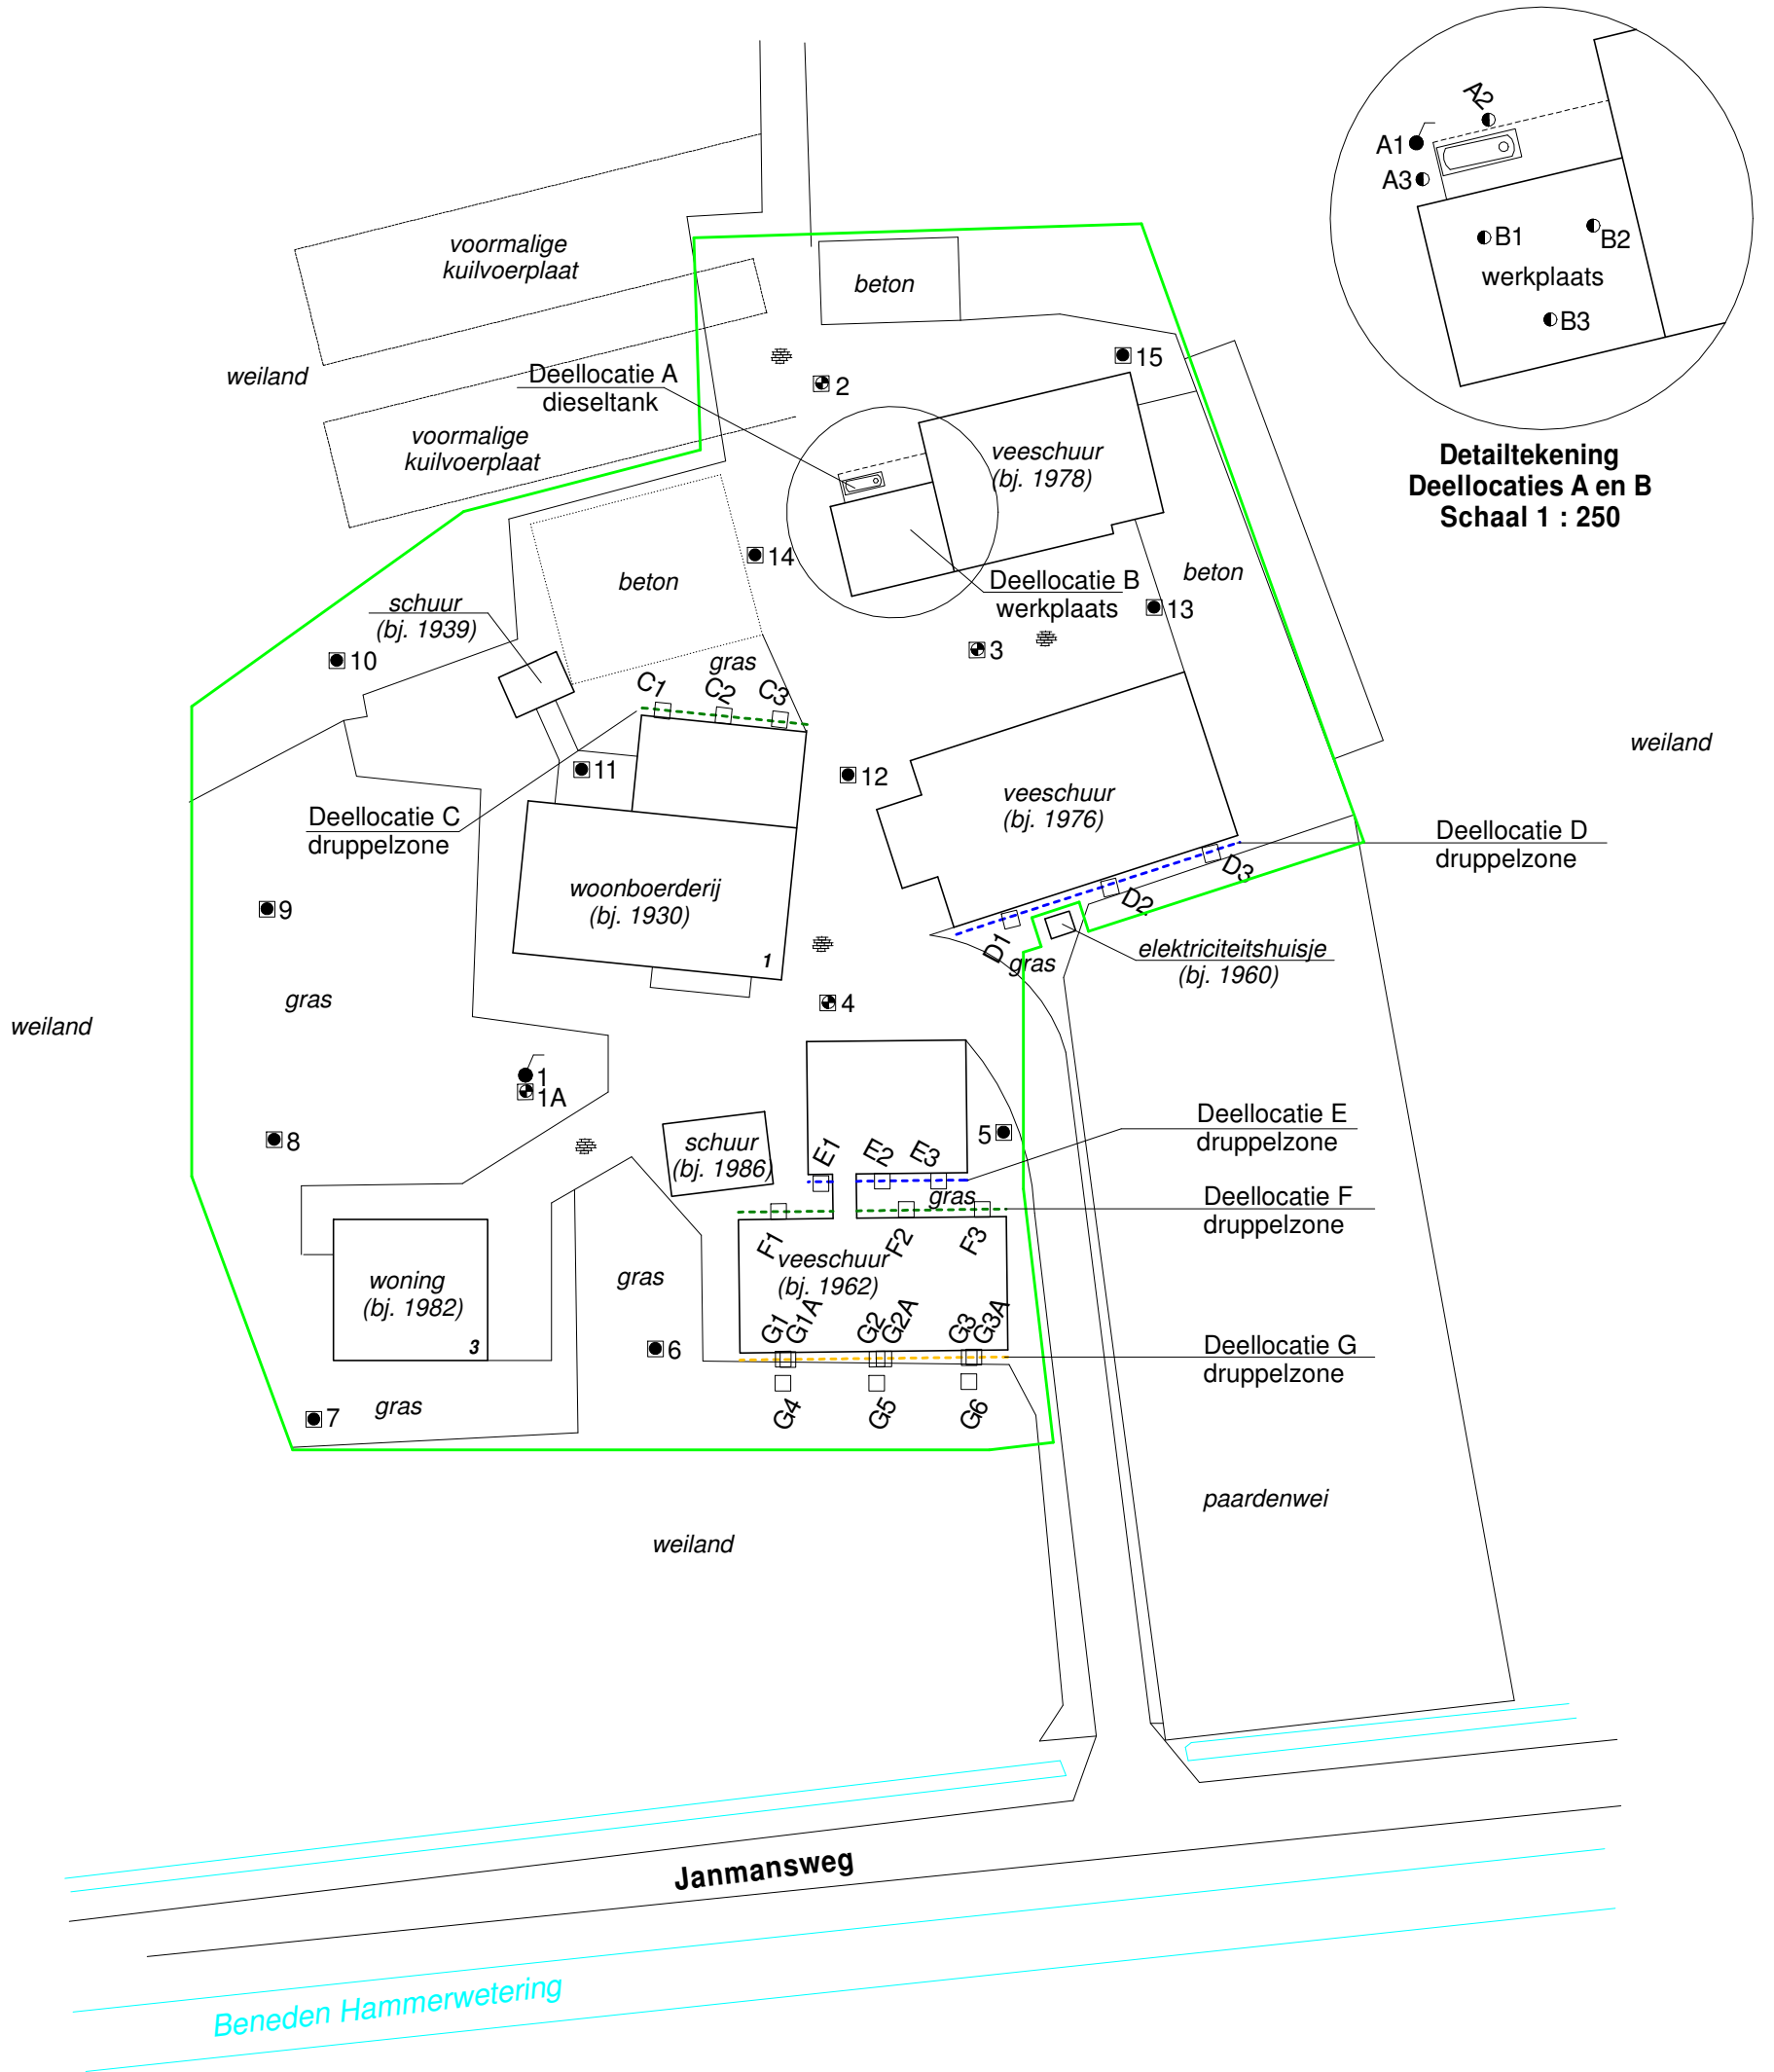 A2
A1
A3
B1
B2
werkplaats
B3
Detailtekening
Deellocaties A en B
Schaal 1 : 250
voormalige
kuilvoerplaat
beton
weiland
Deellocatie A
dieseltank
2
15
voormalige
kuilvoerplaat
veeschuur
(bj. 1978)
14
beton
Deellocatie B
werkplaats
beton
13
schuur
(bj. 1939)
10
3
gras
C1
C2
C3
weiland
11
12
veeschuur
(bj. 1976)
Deellocatie C
druppelzone
Deellocatie D
druppelzone
D3
D2
D1
woonboerderij
(bj. 1930)
1
9
elektriciteitshuisje
(bj. 1960)
gras
gras
4
weiland
1
1A
8
5
Deellocatie E
druppelzone
schuur
(bj. 1986)
E1
E2
E3
gras
Deellocatie F
druppelzone
F1
F2
F3
veeschuur
(bj. 1962)
gras
woning
(bj. 1982)
3
G1
G1A
G2
G2A
G3
G3A
6
Deellocatie G
druppelzone
7
gras
G4
G5
G6
paardenwei
weiland
Janmansweg
Beneden Hammerwetering